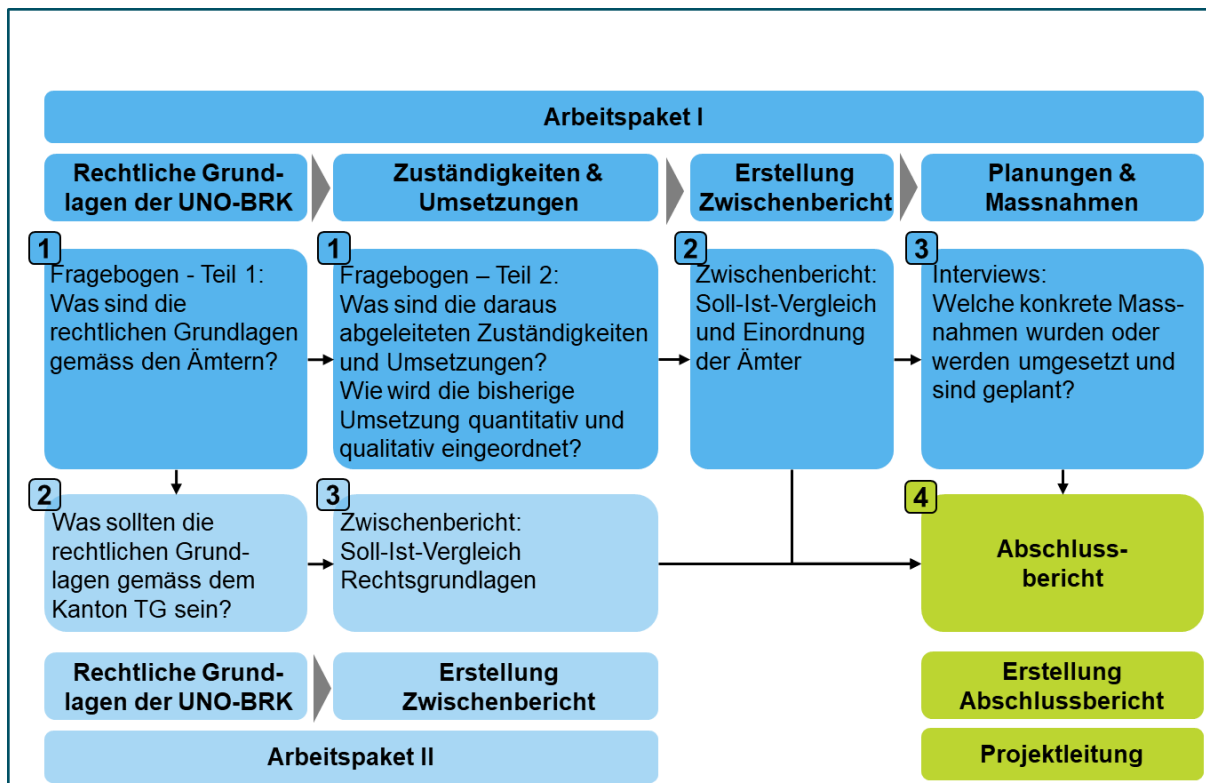 Arbeitspaket I
Rechtliche Grund-
lagen der UNO-BRK
Zuständigkeiten &
Umsetzungen
Erstellung
Zwischenbericht
Planungen &
Massnahmen
1
Fragebogen - Teil 1:
Was sind die
rechtlichen Grundlagen
gemäss den Ämtern?
1
Fragebogen – Teil 2:
Was sind die daraus
abgeleiteten Zuständigkeiten
und Umsetzungen?
Wie wird die bisherige
Umsetzung quantitativ und
qualitativ eingeordnet?
2
Zwischenbericht:
Soll-Ist-Vergleich
und Einordnung
der Ämter
3
Interviews:
Welche konkrete Mass-
nahmen wurden oder
werden umgesetzt und
sind geplant?
2
Was sollten die
rechtlichen Grund-
lagen gemäss dem
Kanton TG sein?
3
Zwischenbericht:
Soll-Ist-Vergleich
Rechtsgrundlagen
4
Abschluss-
bericht
Rechtliche Grund-
lagen der UNO-BRK
Erstellung
Zwischenbericht
Erstellung
Abschlussbericht
Arbeitspaket II
Projektleitung